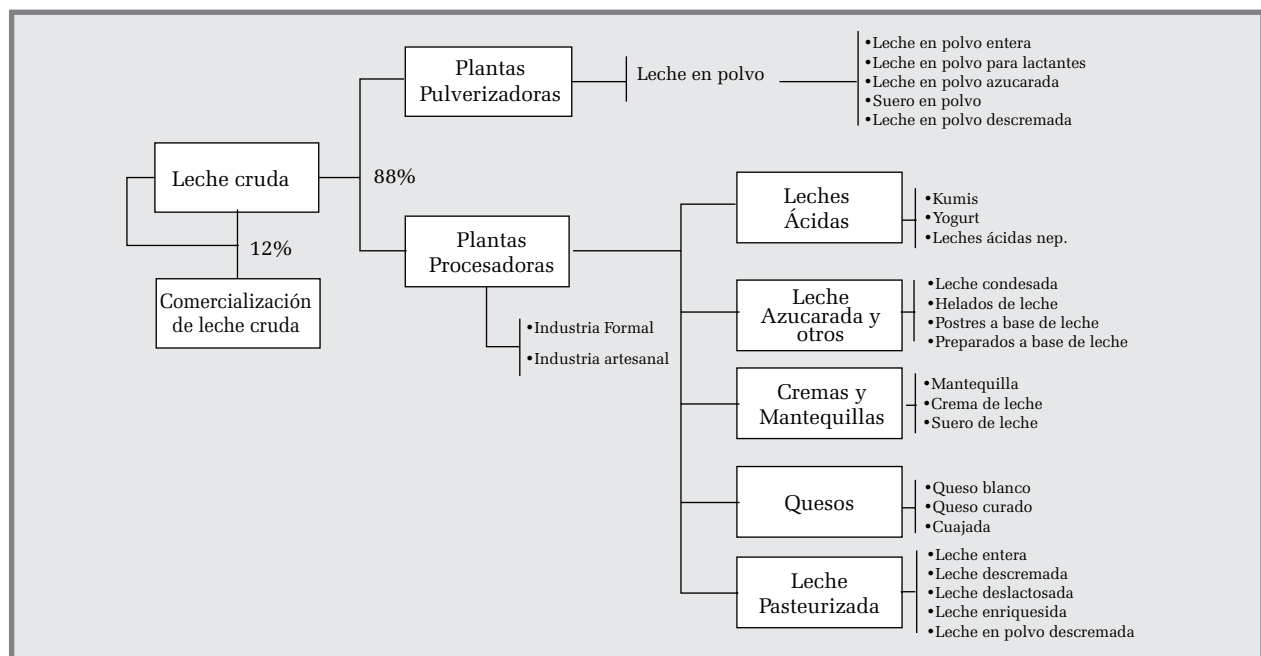 Leche cruda
88%
12%
Comercialización
de leche cruda
Plantas
Pulverizadoras
Leche en polvo
•Leche en polvo entera
•Leche en polvo para lactantes
•Leche en polvo azucarada
•Suero en polvo
•Leche en polvo descremada
Plantas
Procesadoras
•Industria Formal
•Industria artesanal
Leches
Ácidas
•Kumis
•Yogurt
•Leches ácidas nep.
Leche
Azucarada y
otros
•Leche condesada
•Helados de leche
•Postres a base de leche
•Preparados a base de leche
Cremas y
Mantequillas
•Mantequilla
•Crema de leche
•Suero de leche
Quesos
•Queso blanco
•Queso curado
•Cuajada
Leche
Pasteurizada
•Leche entera
•Leche descremada
•Leche deslactosada
•Leche enriquesida
•Leche en polvo descremada